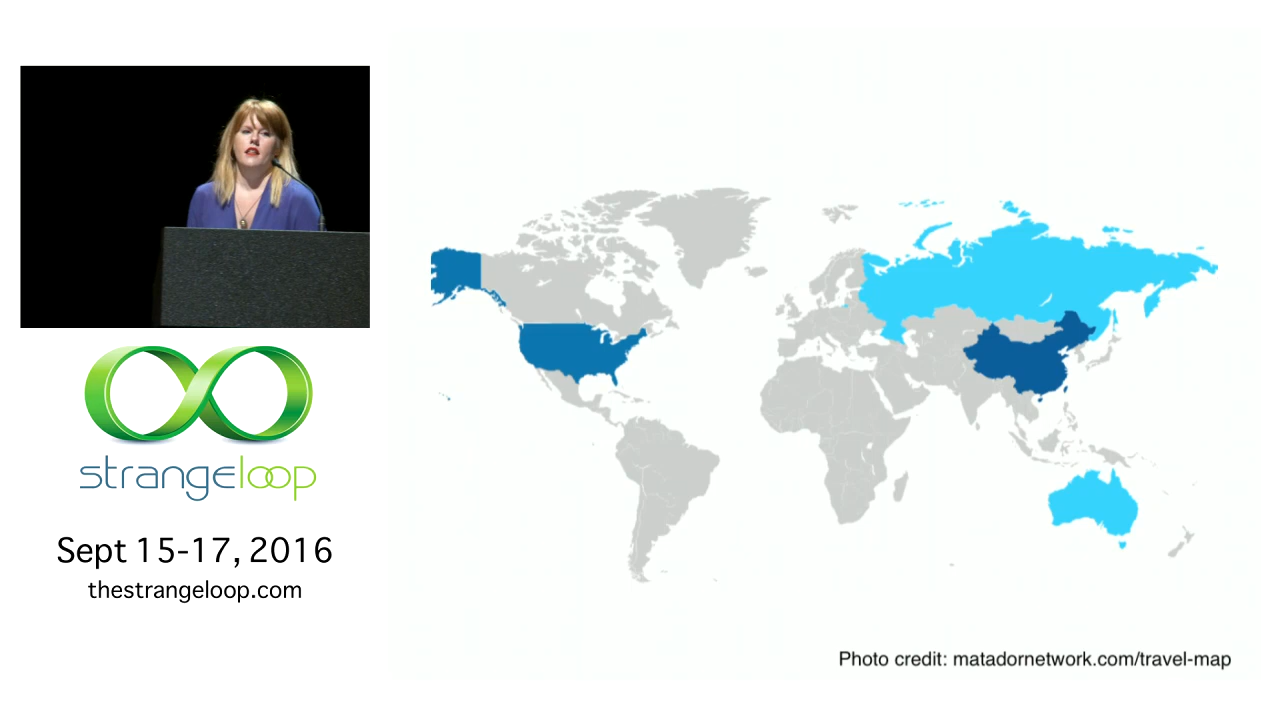 strangeloop
Sept 15-17, 2016
thestrangeloop.com
Photo credit: matadornetwork.com/travel-map